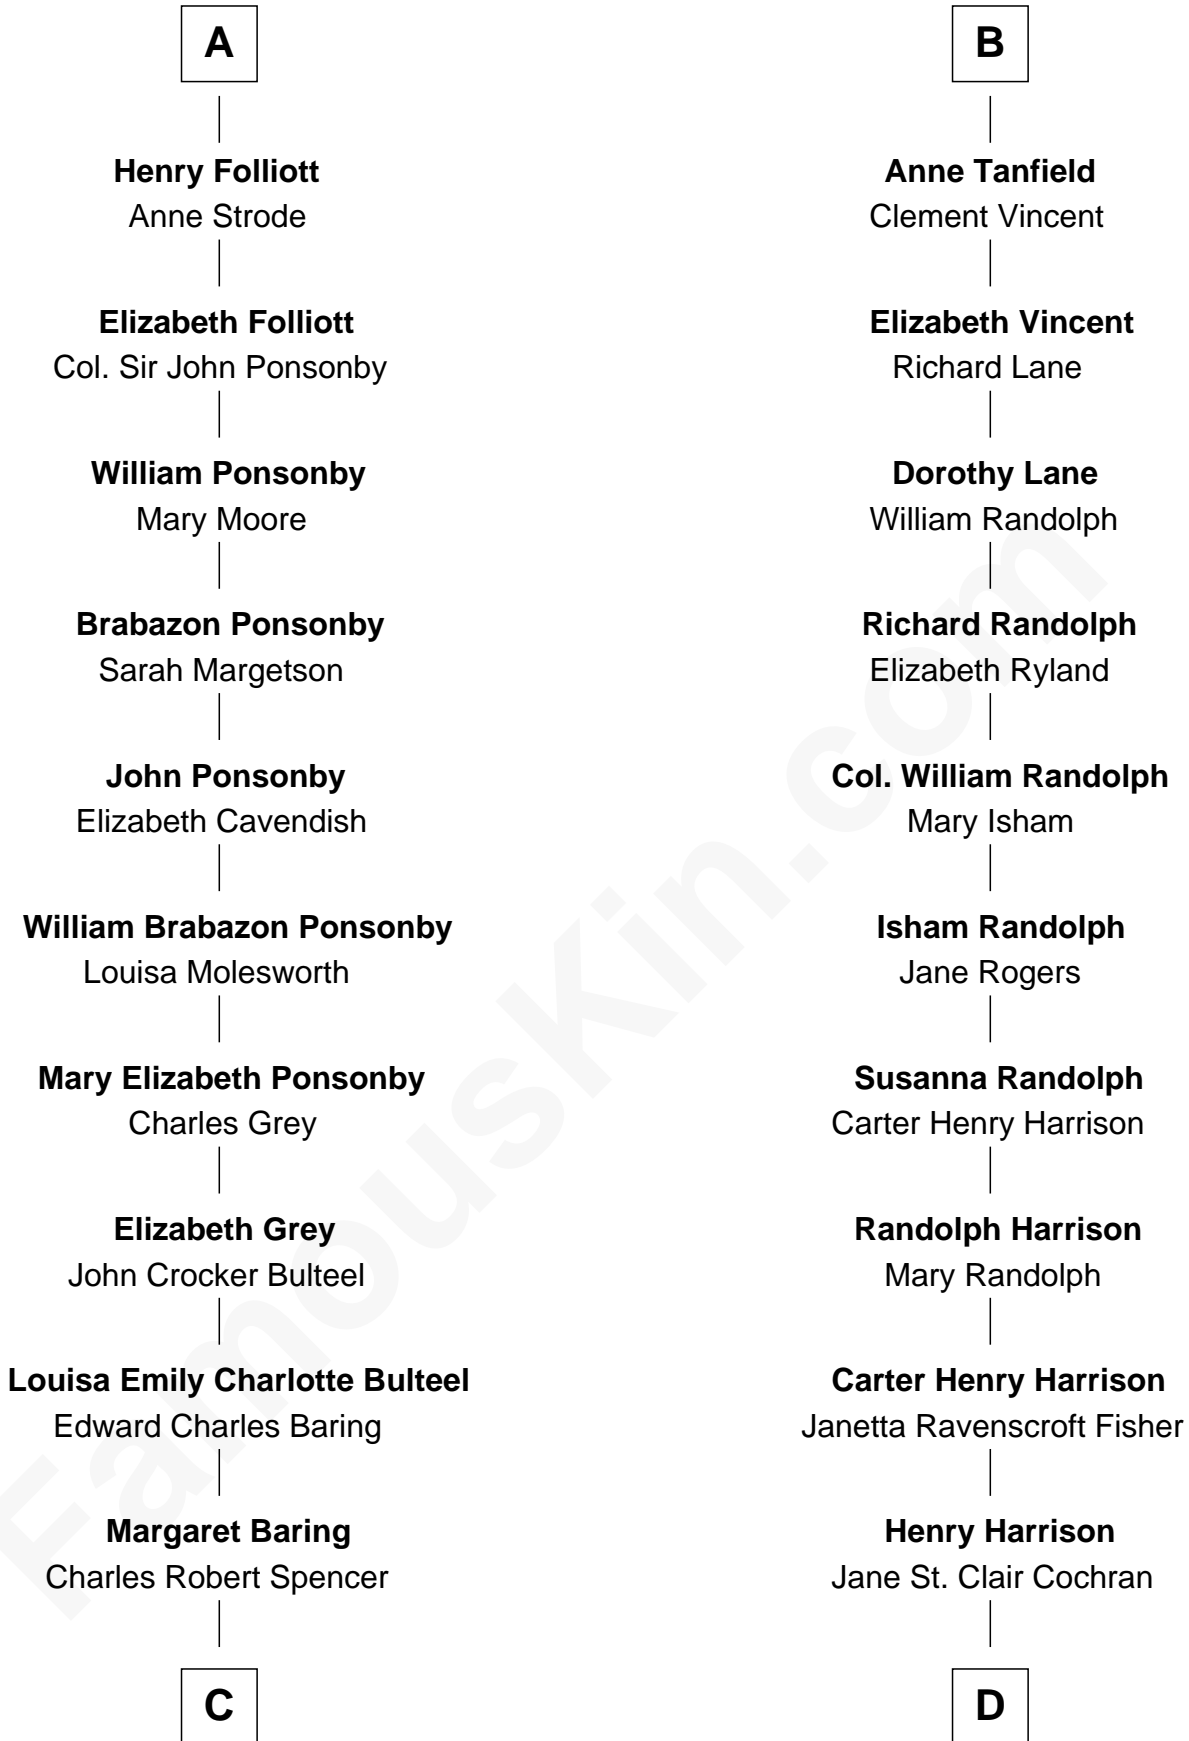 A
Henry Folliott
Anne Strode
Elizabeth Folliott
Col. Sir John Ponsonby
William Ponsonby
Mary Moore
Brabazon Ponsonby
Sarah Margetson
John Ponsonby
Elizabeth Cavendish
William Brabazon Ponsonby
Louisa Molesworth
Mary Elizabeth Ponsonby
Charles Grey
Elizabeth Grey
John Crocker Bulteel
Louisa Emily Charlotte Bulteel
Edward Charles Baring
Margaret Baring
Charles Robert Spencer
C
B
Anne Tanfield
Clement Vincent
Elizabeth Vincent
Richard Lane
Dorothy Lane
William Randolph
Richard Randolph
Elizabeth Ryland
Col. William Randolph
Mary Isham
Isham Randolph
Jane Rogers
Susanna Randolph
Carter Henry Harrison
Randolph Harrison
Mary Randolph
Carter Henry Harrison
Janetta Ravenscroft Fisher
Henry Harrison
Jane St. Clair Cochran
D
FamousKin.com